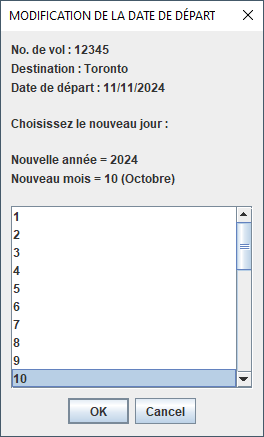 MODIFICATION DE LA DATE DE DÉPART
No. de vol : 12345
Destination : Toronto
Date de départ : 11/11/2024
Choisissez le nouveau jour :
Nouvelle année = 2024
Nouveau mois = 10 (Octobre)
1
2
3
4
5
6
7
8
9
10
OK
Cancel